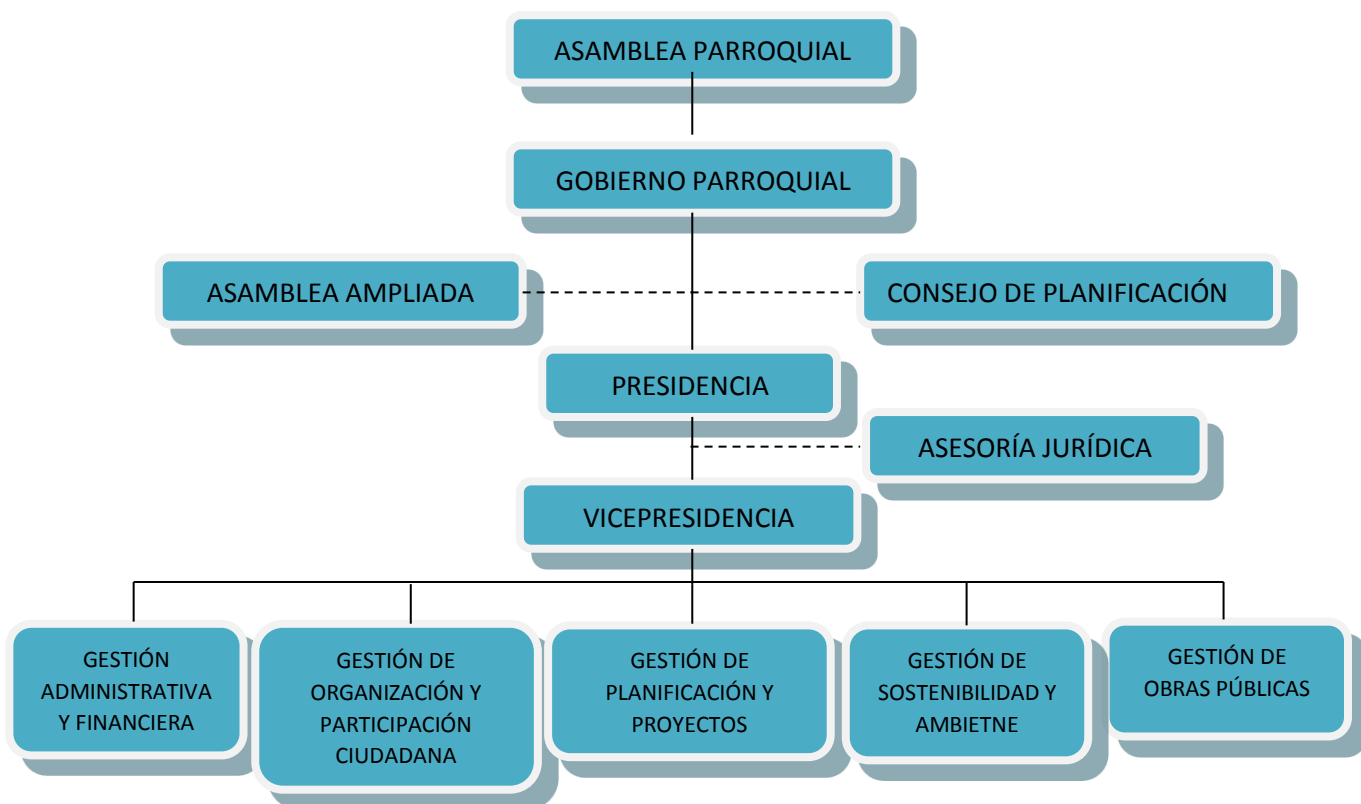 ASAMBLEA PARROQUIAL
GOBIERNO PARROQUIAL
ASAMBLEA AMPLIADA
CONSEJO DE PLANIFICACIÓN
PRESIDENCIA
ASESORÍA JURÍDICA
VICEPRESIDENCIA
GESTIÓN
ADMINISTRATIVA
Y FINANCIERA
GESTIÓN DE
ORGANIZACIÓN Y
PARTICIPACIÓN
CIUDADANA
GESTIÓN DE
PLANIFICACIÓN Y
PROYECTOS
GESTIÓN DE
SOSTENIBILIDAD Y
AMBIETNE
GESTIÓN DE
OBRAS PÚBLICAS